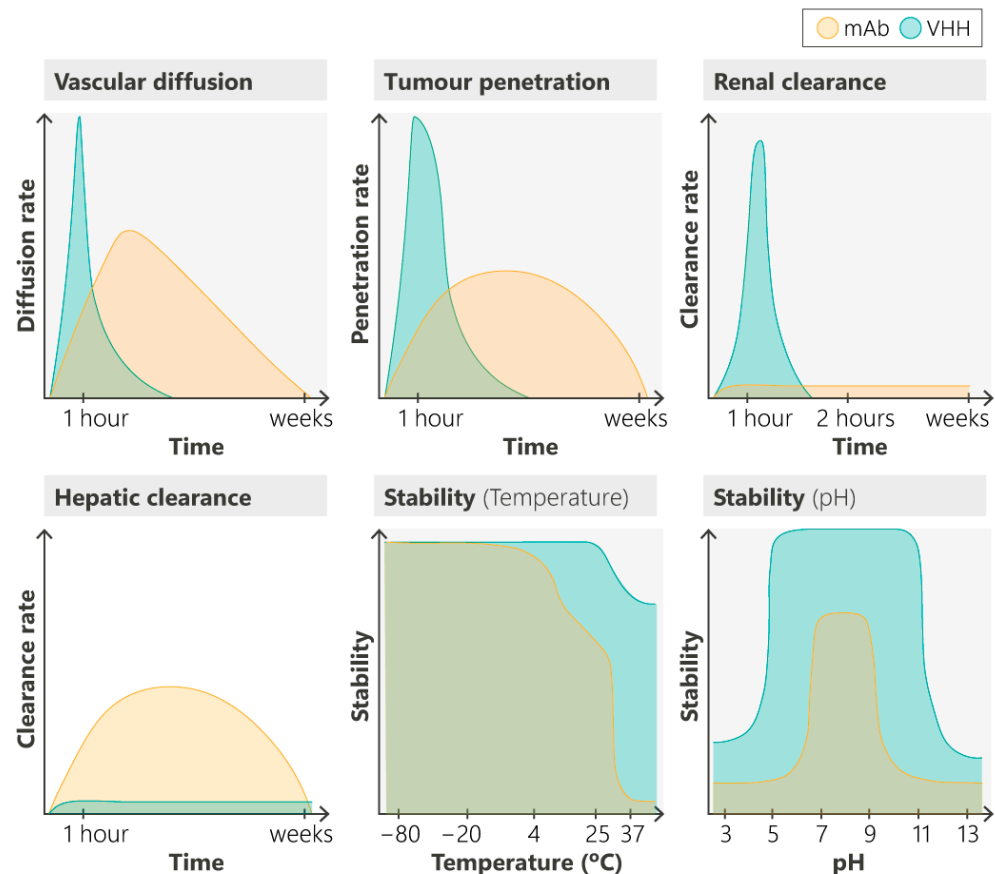 mAb VHH
Vascular diffusion
Diffusion rate
1 hour weeks
Time
Tumour penetration
Penetration rate
1 hour weeks
Time
Renal clearance
Clearance rate
1 hour 2 hours weeks
Time
Hepatic clearance
Clearance rate
1 hour weeks
Time
Stability (Temperature)
Stability
−80 −20 4 25 37
Temperature (ºC)
Stability (pH)
Stability
3 5 7 9 11 13
pH